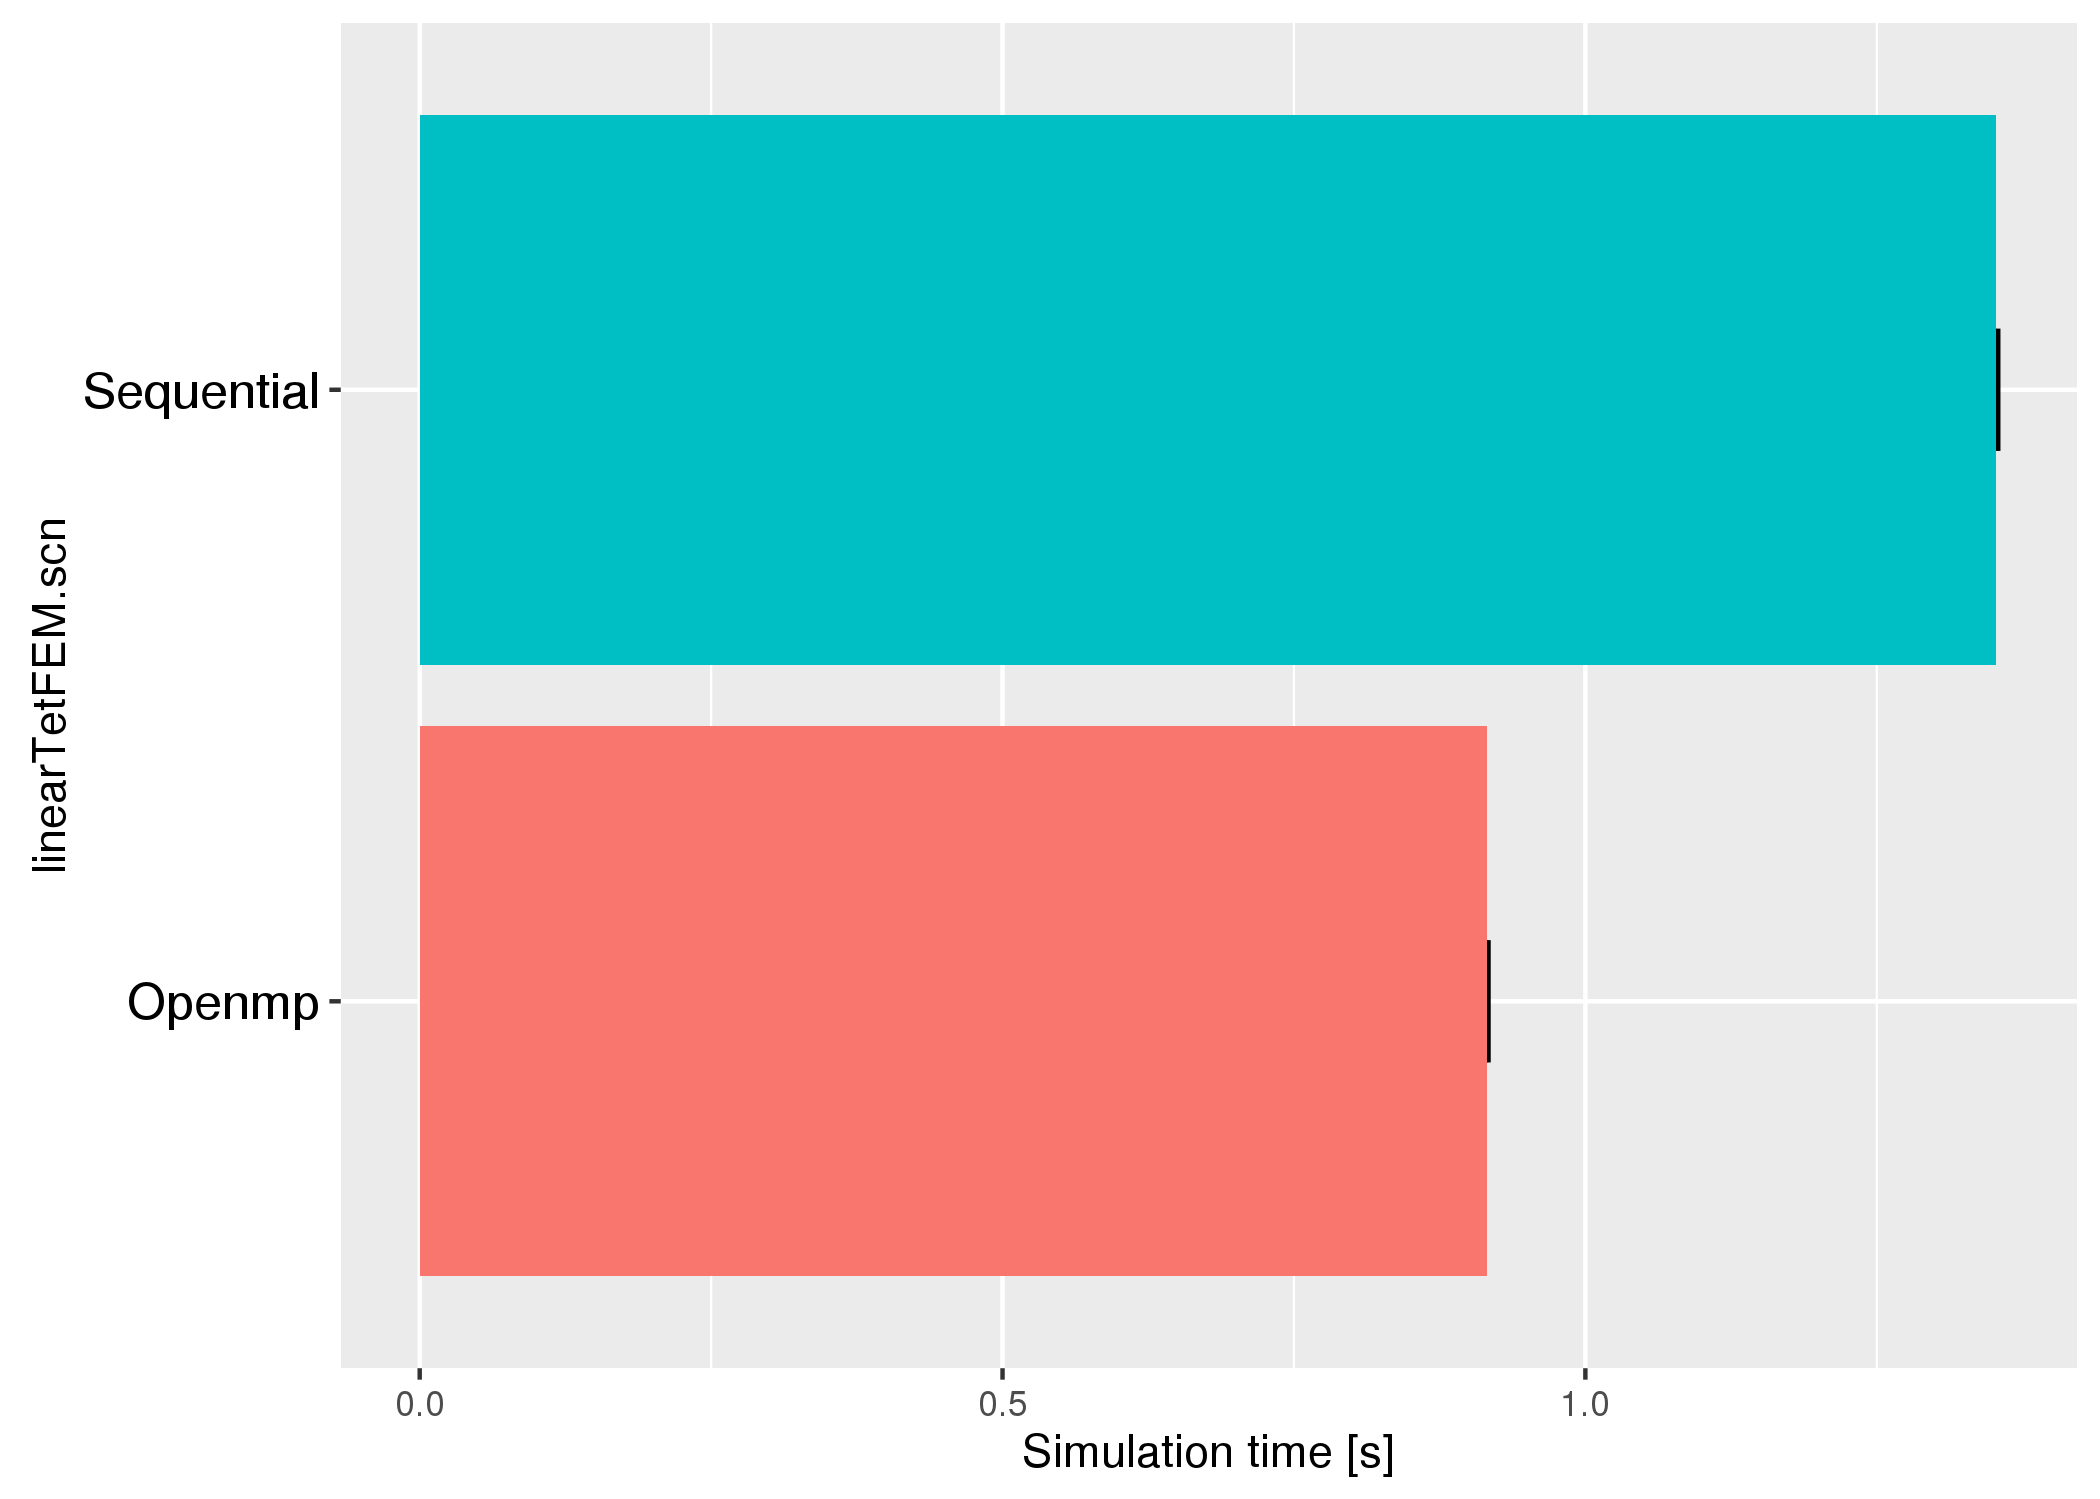 linearTetFEM.scn
Sequential
Openmp
0.0 0.5 1.0
Simulation time [s]